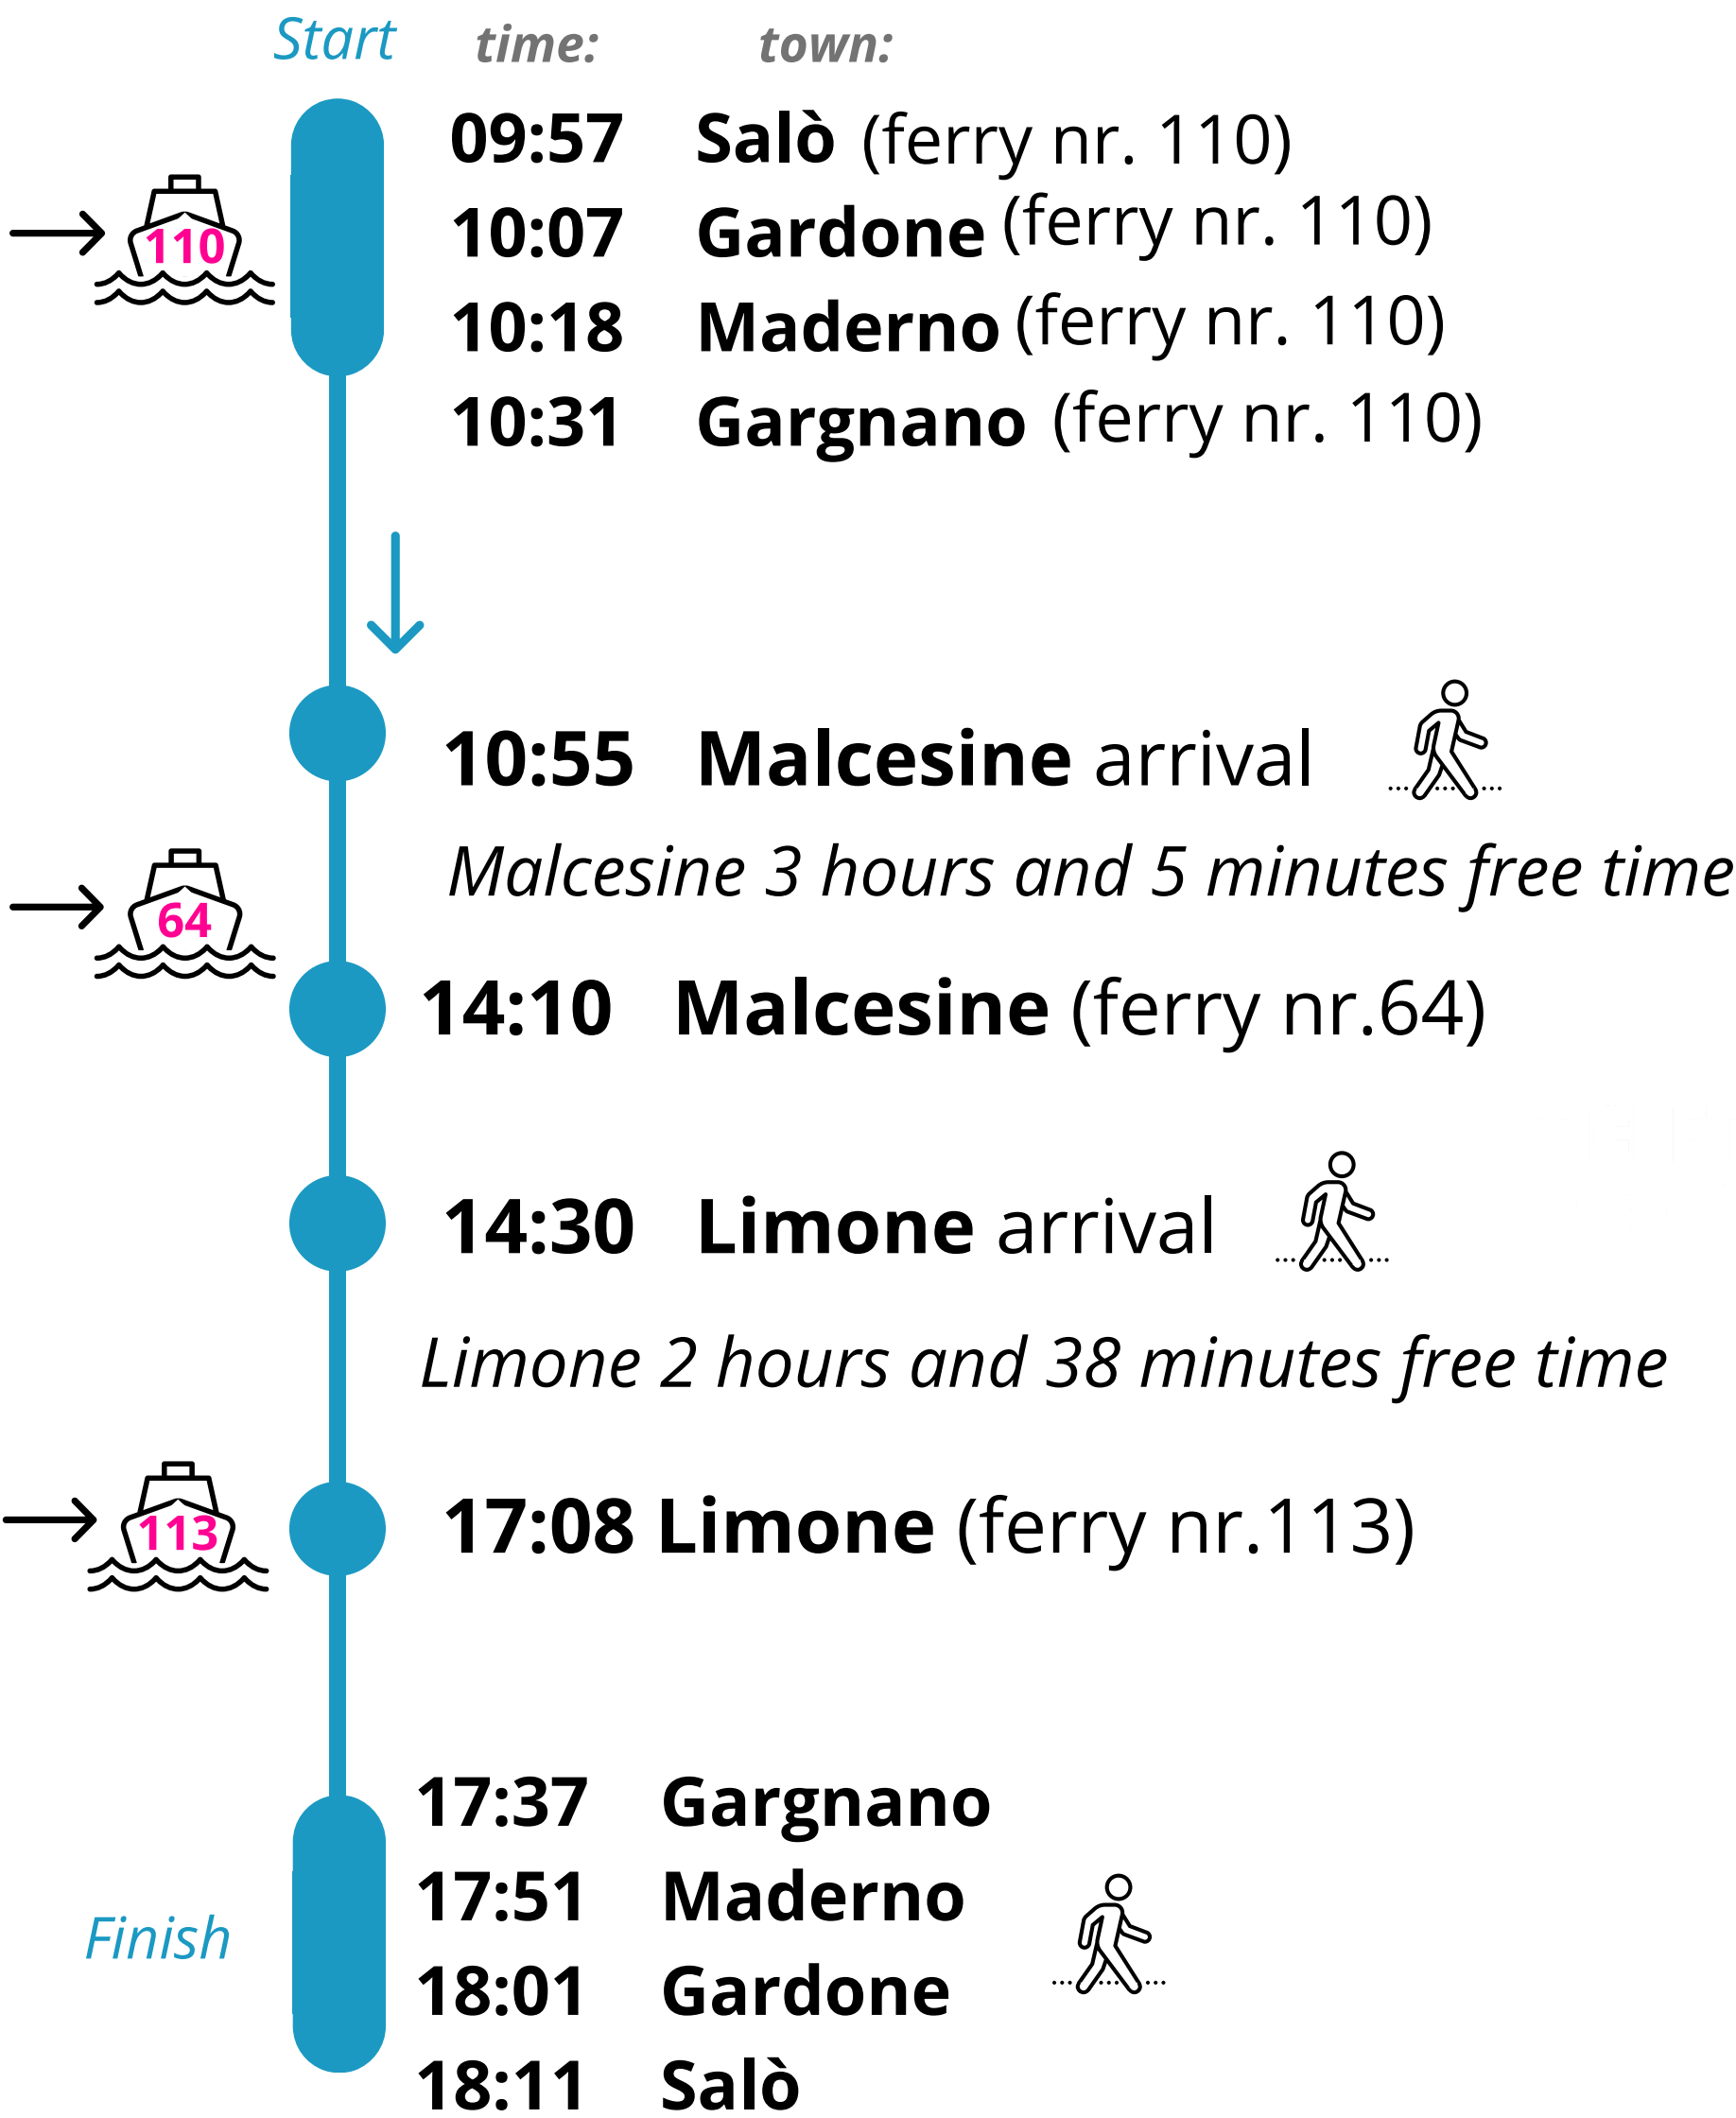 Start time: town:
09:57 Salò (ferry nr. 110)
110
10:07 Gardone (ferry nr. 110)
10:18 Maderno (ferry nr. 110)
10:31 Gargnano (ferry nr. 110)
10:55 Malcesine arrival
Malcesine 3 hours and 5 minutes free time
64
14:10 Malcesine (ferry nr.64)
14:30 Limone arrival
Limone 2 hours and 38 minutes free time
113
17:08 Limone (ferry nr.113)
17:37 Gargnano
17:51 Maderno
Finish
18:01 Gardone
18:11 Salò